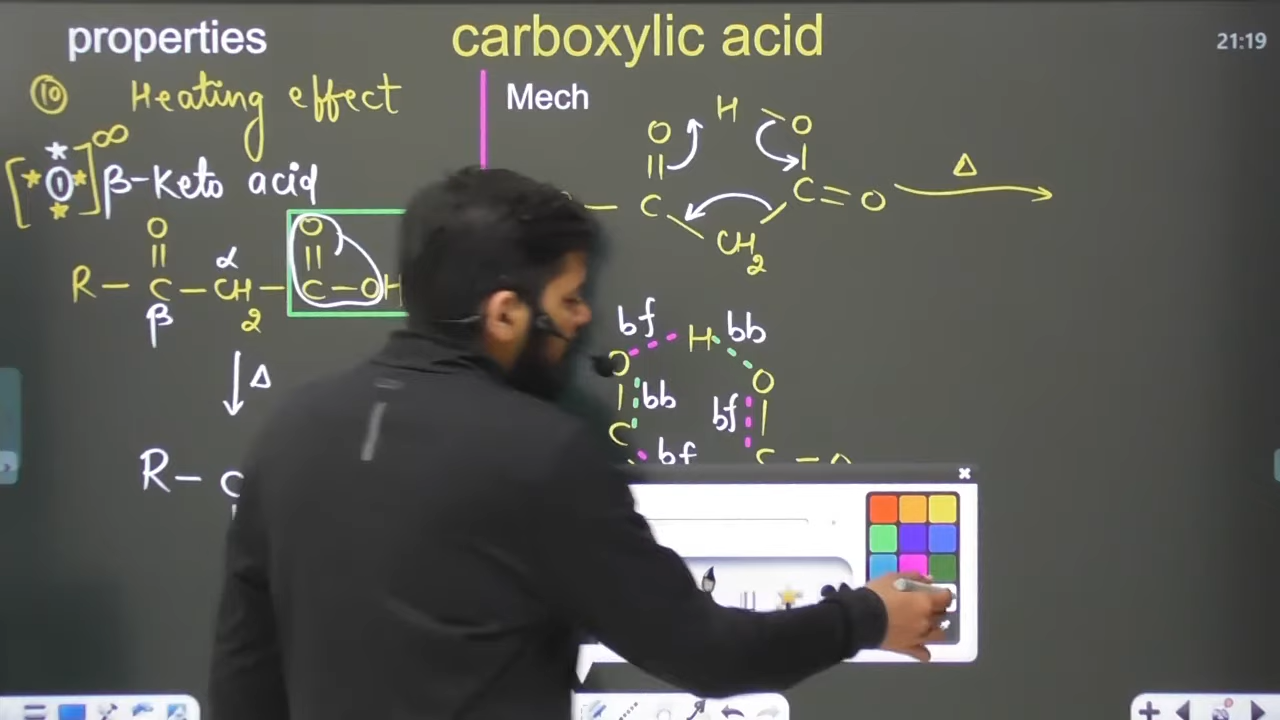 properties
carboxylic acid
21:19
10 Heating effect
Mech
[★ ★ 1 ★ ★]∞ β-Keto acid
O O
|| ||
R – C – CH2 – C – OH
α
β
↓ Δ
R – C
O H O
|| |
– C C = O
CH2
Δ
bf H bb
O O
bb bf
C bf C – O